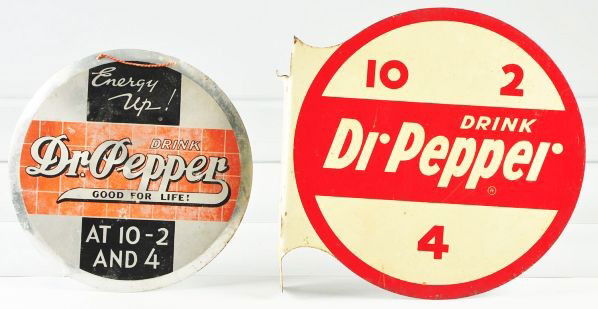 Energy
Up!
DRINK
Dr. Pepper
GOOD FOR LIFE!
AT 10-2
AND 4
10 2
DRINK
Dr Pepper
®
4